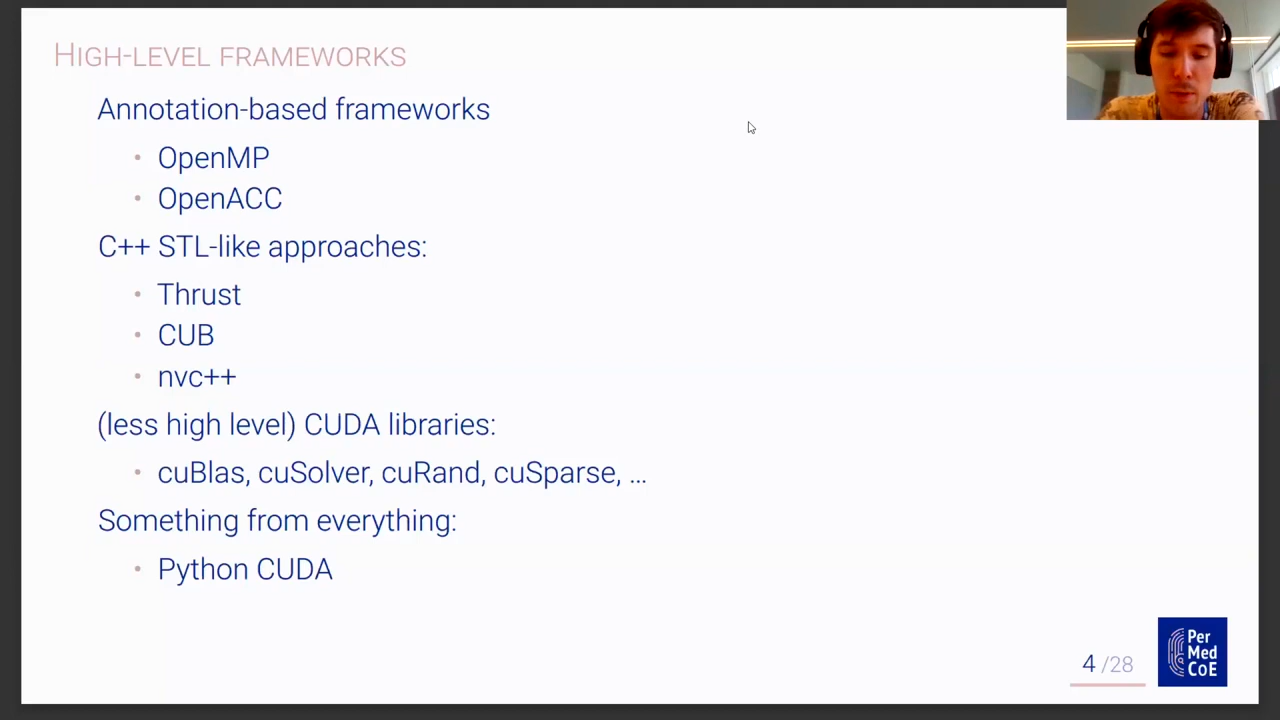 High-level frameworks
Annotation-based frameworks
• OpenMP
• OpenACC
C++ STL-like approaches:
• Thrust
• CUB
• nvc++
(less high level) CUDA libraries:
• cuBlas, cuSolver, cuRand, cuSparse, ...
Something from everything:
• Python CUDA
4 /28
Per
Med
CoE